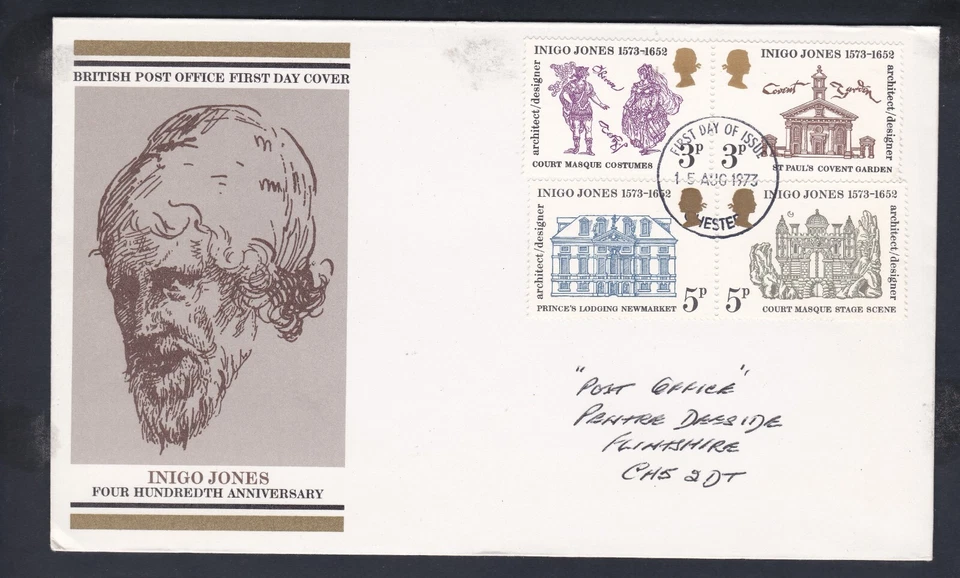 BRITISH POST OFFICE FIRST DAY COVER
INIGO JONES
FOUR HUNDREDTH ANNIVERSARY
INIGO JONES 1573-1652
architect/designer
3P
COURT MASQUE COSTUMES
INIGO JONES 1573-1652
Covent Garden
architect/designer
3P
ST PAUL'S COVENT GARDEN
FIRST DAY OF ISSUE
15 AUG 1973
CHESTER
INIGO JONES 1573-1652
architect/designer
5P
PRINCE'S LODGING NEWMARKET
INIGO JONES 1573-1652
architect/designer
5P
COURT MASQUE STAGE SCENE
"POST OFFICE"
PENTRE DEESIDE
FLINTSHIRE
CH5 2DT